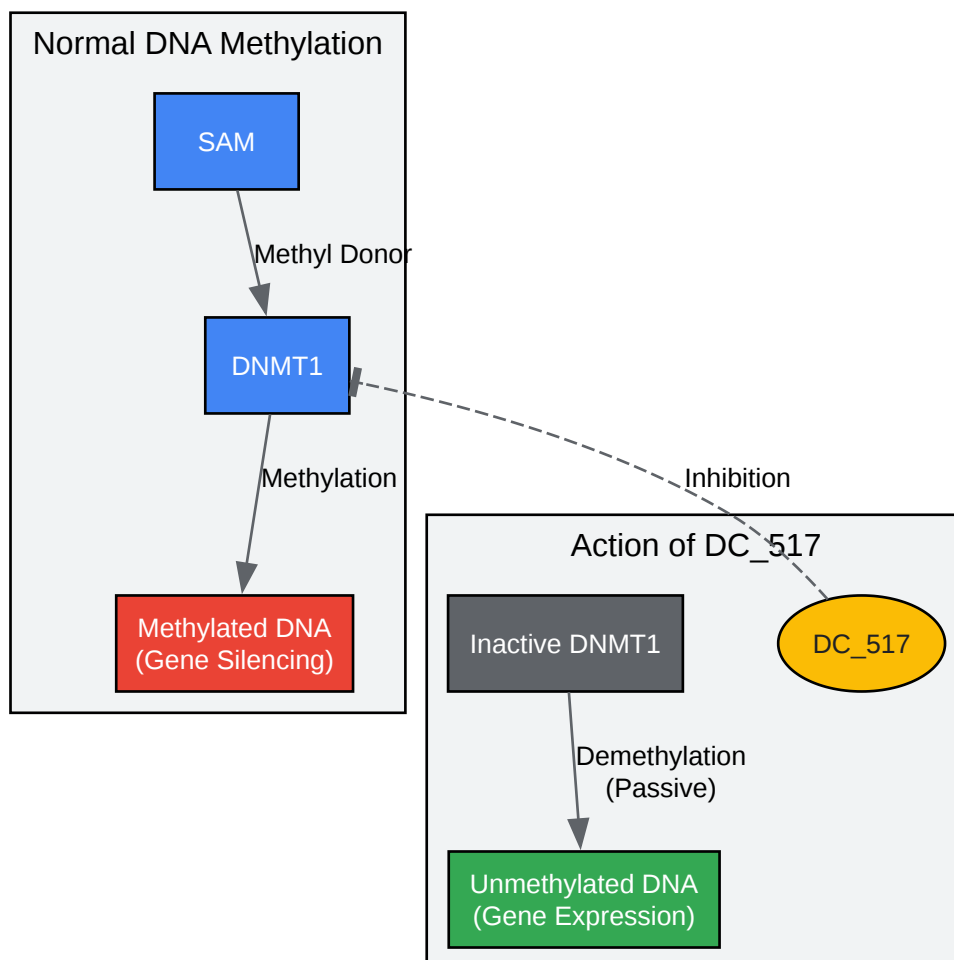 Normal DNA Methylation
SAM
Methyl Donor
DNMT1
Methylation
Methylated DNA
(Gene Silencing)
Inhibition
Action of DC_517
Inactive DNMT1
DC_517
Demethylation
(Passive)
Unmethylated DNA
(Gene Expression)